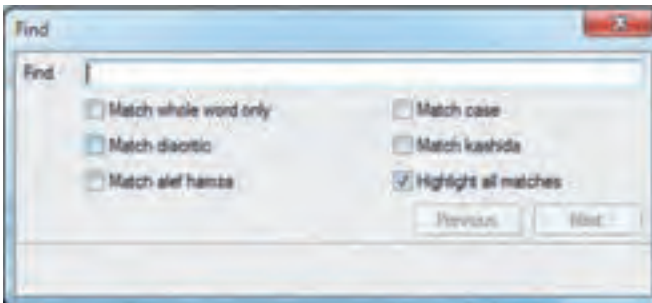 Find
Find
Match whole word only
Match case
Match diacritic
Match kashida
Match alef hamza
Highlight all matches
Previous
Next